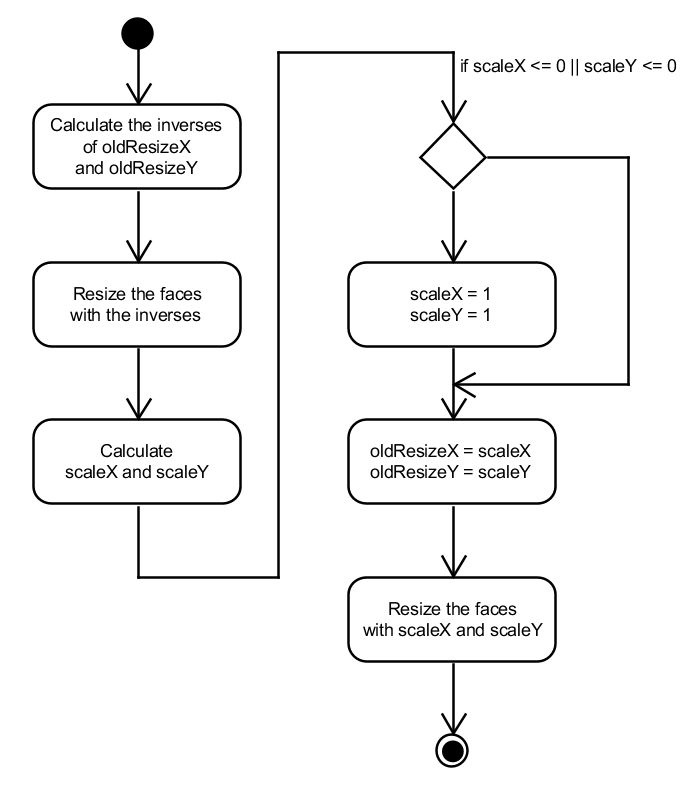 Calculate the inverses
of oldResizeX
and oldResizeY
Resize the faces
with the inverses
Calculate
scaleX and scaleY
if scaleX <= 0 || scaleY <= 0
scaleX = 1
scaleY = 1
oldResizeX = scaleX
oldResizeY = scaleY
Resize the faces
with scaleX and scaleY